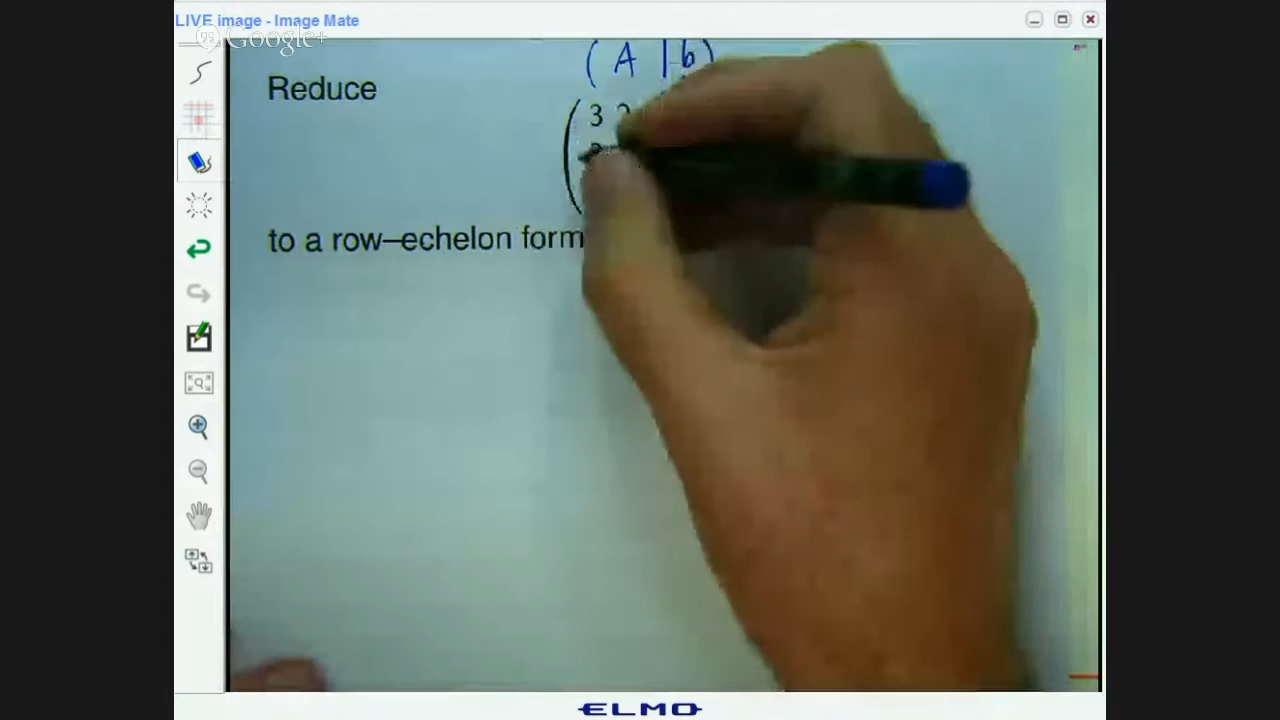 LIVE image - Image Mate
Google+
( A | b )
Reduce
3
to a row–echelon form
ELMO